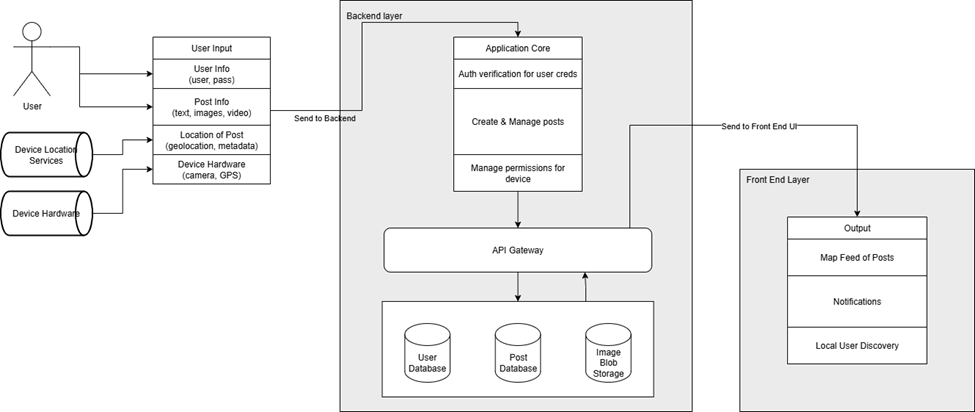 User
User Input
User Info
(user, pass)
Post Info
(text, images, video)
Location of Post
(geolocation, metadata)
Device Hardware
(camera, GPS)
Device Location
Services
Device Hardware
Send to Backend
Backend layer
Application Core
Auth verification for user creds
Create & Manage posts
Manage permissions for
device
API Gateway
User
Database
Post
Database
Image
Blob
Storage
Send to Front End UI
Front End Layer
Output
Map Feed of Posts
Notifications
Local User Discovery